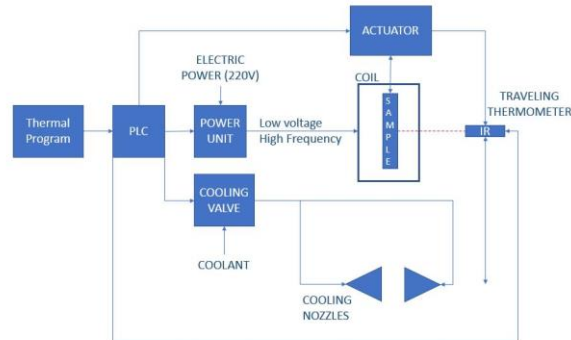 ACTUATOR
ELECTRIC
POWER (220V)
COIL
TRAVELING
THERMOMETER
Thermal
Program
PLC
POWER
UNIT
Low voltage
High Frequency
SAMPLE
IR
COOLING
VALVE
COOLANT
COOLING
NOZZLES